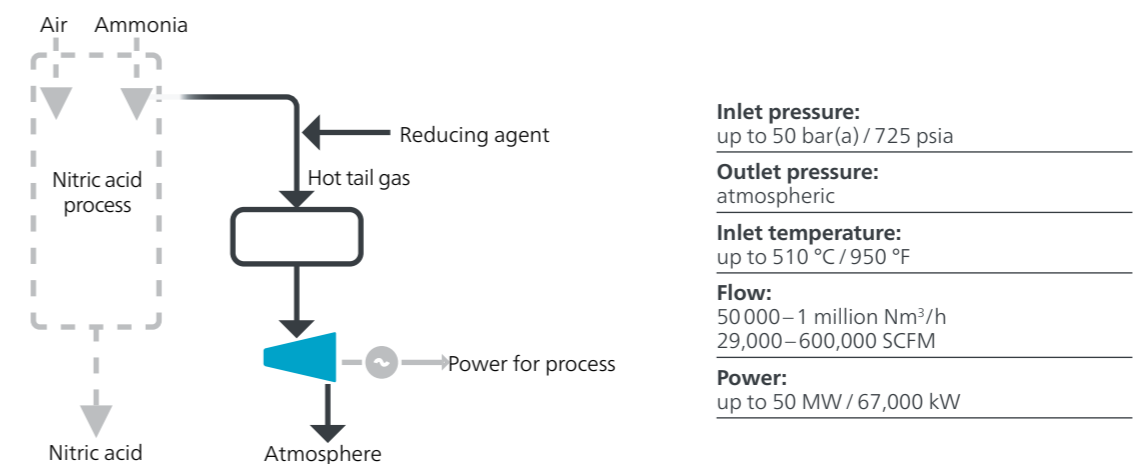 Air
Ammonia
Reducing agent
Hot tail gas
Nitric acid
process
Power for process
Nitric acid
Atmosphere
Inlet pressure:
up to 50 bar(a) / 725 psia
Outlet pressure:
atmospheric
Inlet temperature:
up to 510 °C / 950 °F
Flow:
50 000 – 1 million Nm³/h
29,000 – 600,000 SCFM
Power:
up to 50 MW / 67,000 kW